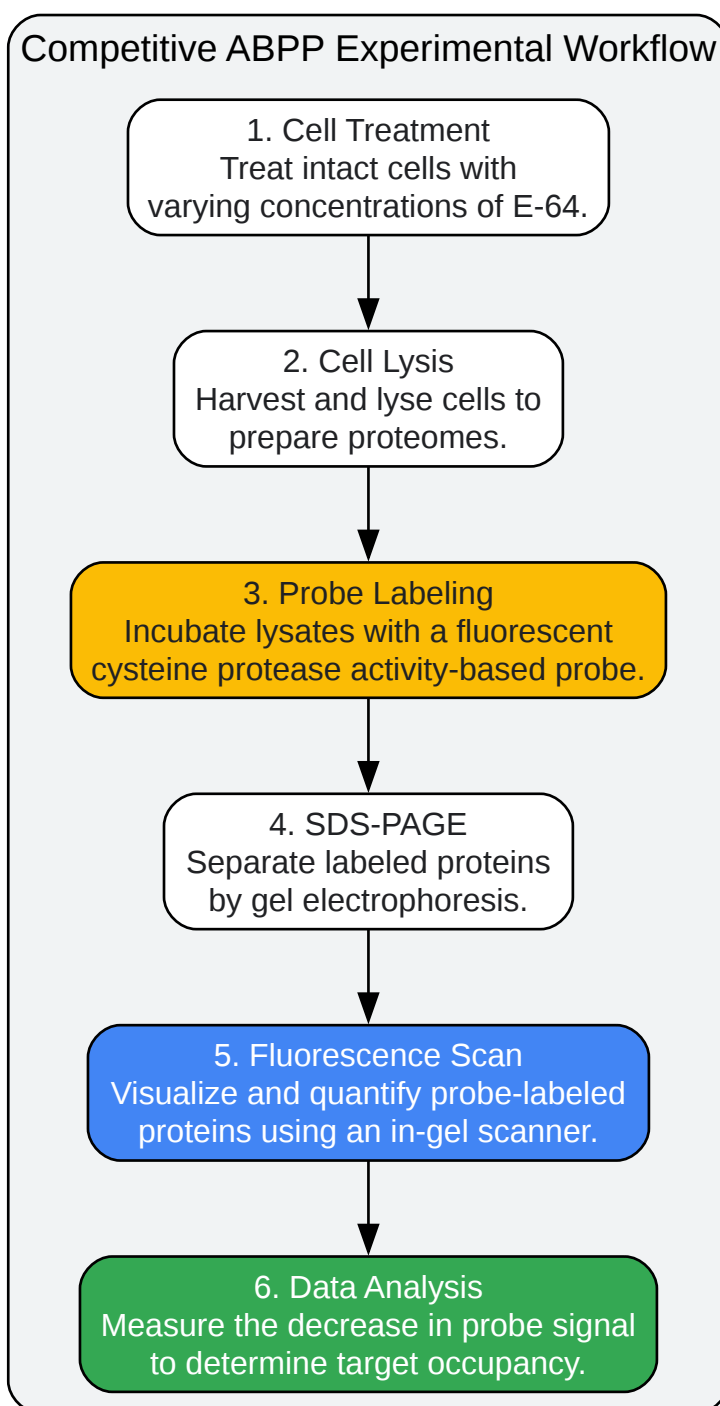 Competitive ABPP Experimental Workflow
1. Cell Treatment
Treat intact cells with
varying concentrations of E-64.
2. Cell Lysis
Harvest and lyse cells to
prepare proteomes.
3. Probe Labeling
Incubate lysates with a fluorescent
cysteine protease activity-based probe.
4. SDS-PAGE
Separate labeled proteins
by gel electrophoresis.
5. Fluorescence Scan
Visualize and quantify probe-labeled
proteins using an in-gel scanner.
6. Data Analysis
Measure the decrease in probe signal
to determine target occupancy.